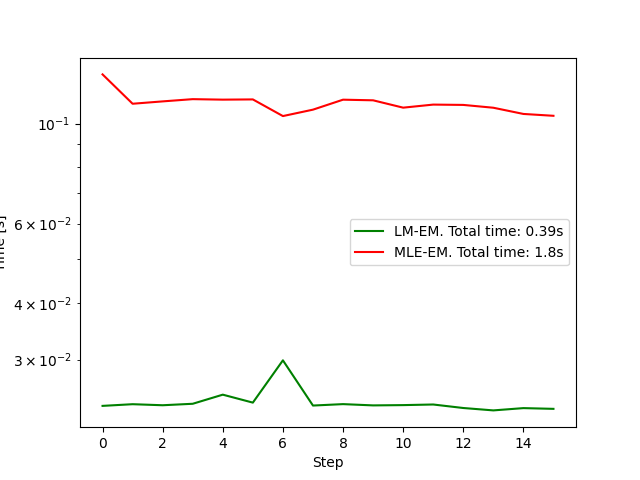 10^{-1}
6 × 10^{-2}
4 × 10^{-2}
3 × 10^{-2}
Time [s]
LM-EM. Total time: 0.39s
MLE-EM. Total time: 1.8s
0 2 4 6 8 10 12 14
Step